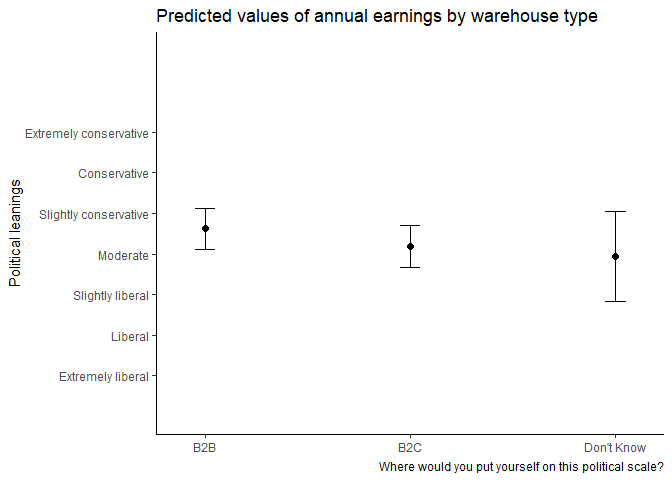 Predicted values of annual earnings by warehouse type
Political leanings
Extremely conservative
Conservative
Slightly conservative
Moderate
Slightly liberal
Liberal
Extremely liberal
B2B
B2C
Don't Know
Where would you put yourself on this political scale?